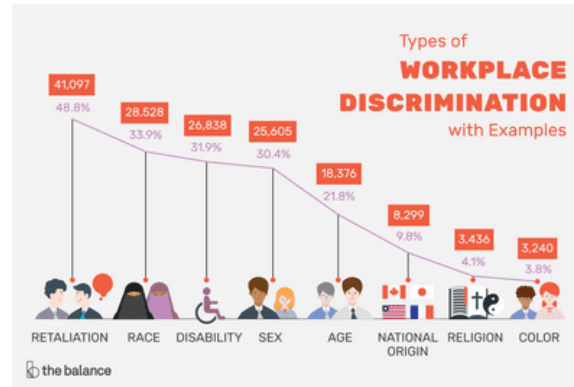 Types of
WORKPLACE
DISCRIMINATION
with Examples
41,097
48.8%
28,528
33.9%
26,838
31.9%
25,605
30.4%
18,376
21.8%
8,299
9.8%
3,436
4.1%
3,240
3.8%
RETALIATION
RACE
DISABILITY
SEX
AGE
NATIONAL
ORIGIN
RELIGION
COLOR
the balance